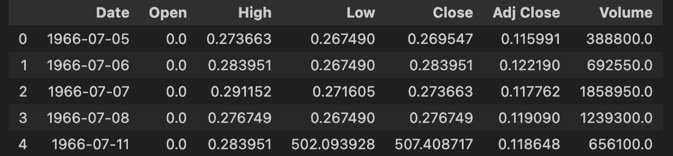 Date Open High Low Close Adj Close Volume
0 1966-07-05 0.0 0.273663 0.267490 0.269547 0.115991 388800.0
1 1966-07-06 0.0 0.283951 0.267490 0.283951 0.122190 692550.0
2 1966-07-07 0.0 0.291152 0.271605 0.273663 0.117762 1858950.0
3 1966-07-08 0.0 0.276749 0.267490 0.276749 0.119090 1239300.0
4 1966-07-11 0.0 0.283951 502.093928 507.408717 0.118648 656100.0